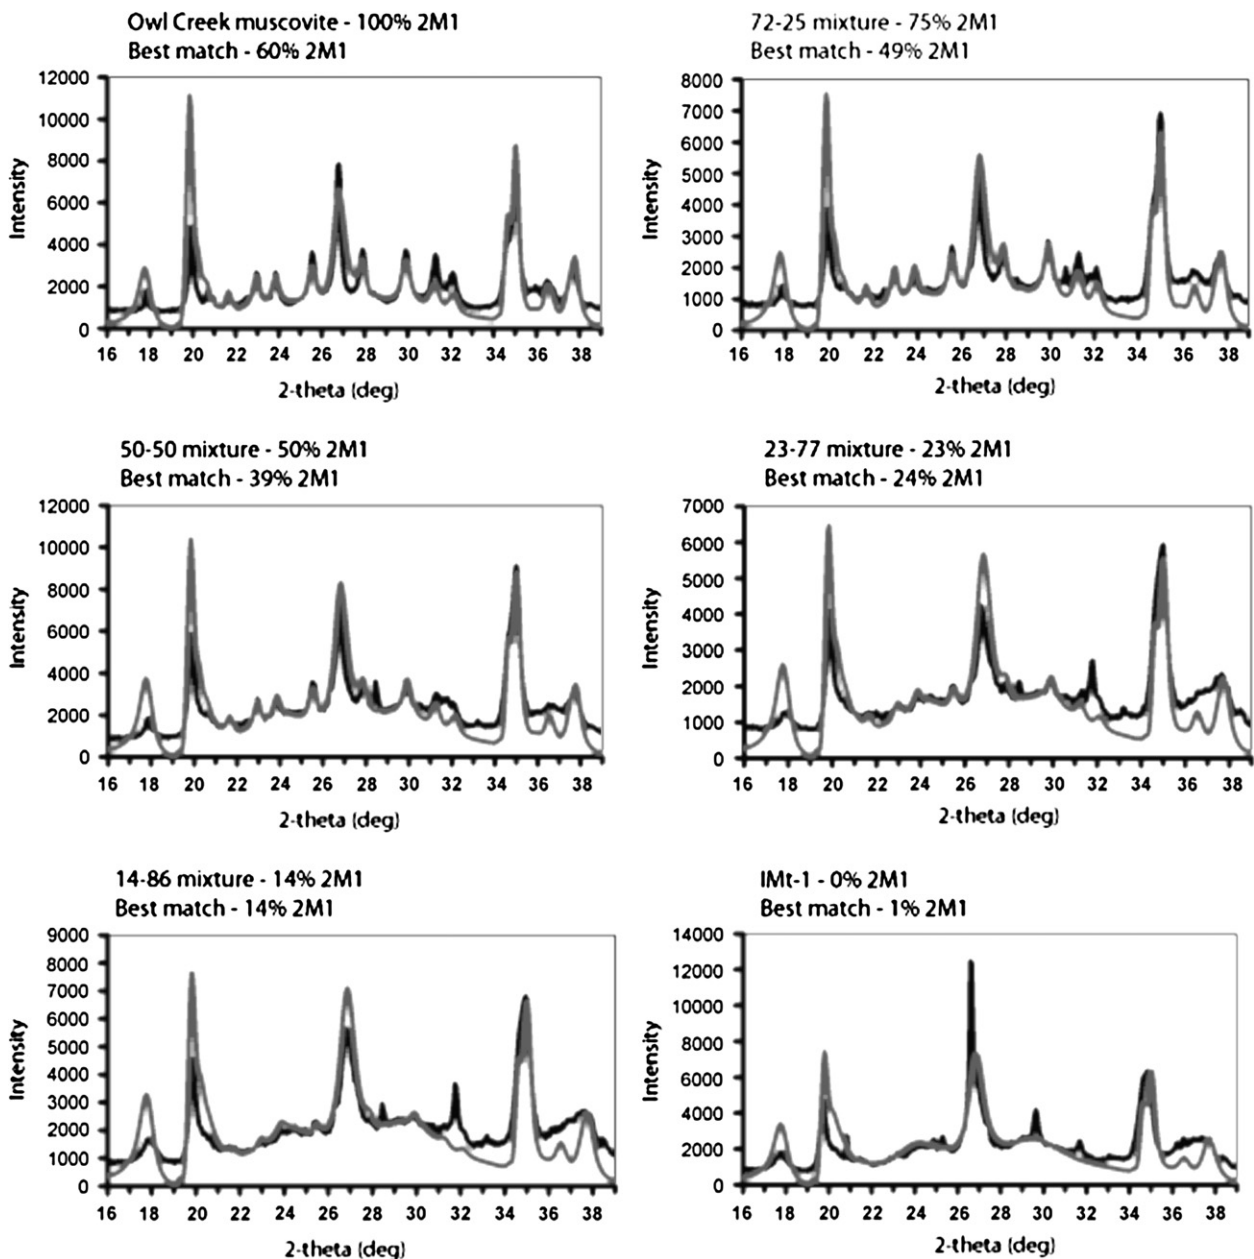 Owl Creek muscovite - 100% 2M1
Best match - 60% 2M1
12000
10000
8000
6000
4000
2000
0
Intensity
16 18 20 22 24 26 28 30 32 34 36 38
2-theta (deg)
72-25 mixture - 75% 2M1
Best match - 49% 2M1
8000
7000
6000
5000
4000
3000
2000
1000
0
Intensity
16 18 20 22 24 26 28 30 32 34 36 38
2-theta (deg)
50-50 mixture - 50% 2M1
Best match - 39% 2M1
12000
10000
8000
6000
4000
2000
0
Intensity
16 18 20 22 24 26 28 30 32 34 36 38
2-theta (deg)
23-77 mixture - 23% 2M1
Best match - 24% 2M1
7000
6000
5000
4000
3000
2000
1000
0
Intensity
16 18 20 22 24 26 28 30 32 34 36 38
2-theta (deg)
14-86 mixture - 14% 2M1
Best match - 14% 2M1
9000
8000
7000
6000
5000
4000
3000
2000
1000
0
Intensity
16 18 20 22 24 26 28 30 32 34 36 38
2-theta (deg)
IMt-1 - 0% 2M1
Best match - 1% 2M1
14000
12000
10000
8000
6000
4000
2000
0
Intensity
16 18 20 22 24 26 28 30 32 34 36 38
2-theta (deg)